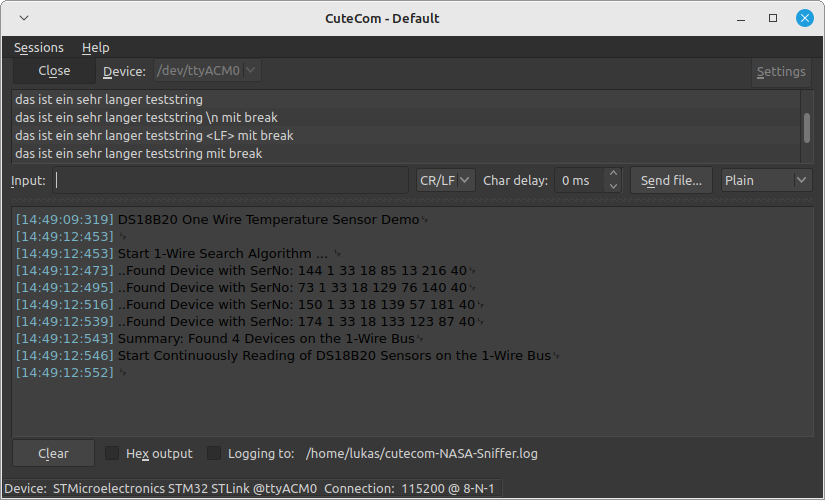 CuteCom - Default
Sessions Help
Close Device: /dev/ttyACM0 Settings
das ist ein sehr langer teststring
das ist ein sehr langer teststring \n mit break
das ist ein sehr langer teststring <LF> mit break
das ist ein sehr langer teststring mit break
Input: CR/LF Char delay: 0 ms Send file... Plain
[14:49:09:319] DS18B20 One Wire Temperature Sensor Demo␍␊
[14:49:12:453] ␍␊
[14:49:12:453] Start 1-Wire Search Algorithm ... ␍␊
[14:49:12:473] ..Found Device with SerNo: 144 1 33 18 85 13 216 40␍␊
[14:49:12:495] ..Found Device with SerNo: 73 1 33 18 129 76 140 40␍␊
[14:49:12:516] ..Found Device with SerNo: 150 1 33 18 139 57 181 40␍␊
[14:49:12:539] ..Found Device with SerNo: 174 1 33 18 133 123 87 40␍␊
[14:49:12:543] Summary: Found 4 Devices on the 1-Wire Bus␍␊
[14:49:12:546] Start Continuously Reading of DS18B20 Sensors on the 1-Wire Bus␍␊
[14:49:12:552] ␍␊
Clear Hex output Logging to: /home/lukas/cutecom-NASA-Sniffer.log
Device: STMicroelectronics STM32 STLink @ttyACM0 Connection: 115200 @ 8-N-1